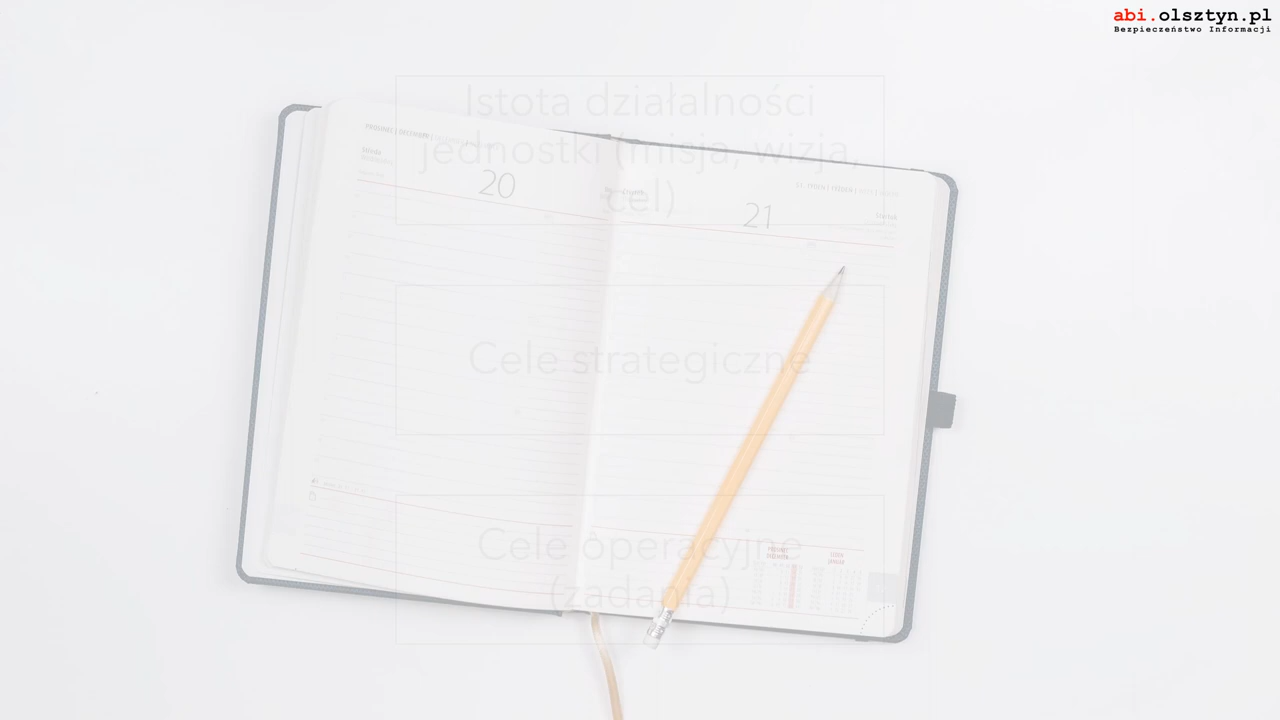 abi.olsztyn.pl
Bezpieczeństwo Informacji
Istota działalności
jednostki (misja, wizja,
cel)
20
21
Cele strategiczne
Cele operacyjne
(zadania)